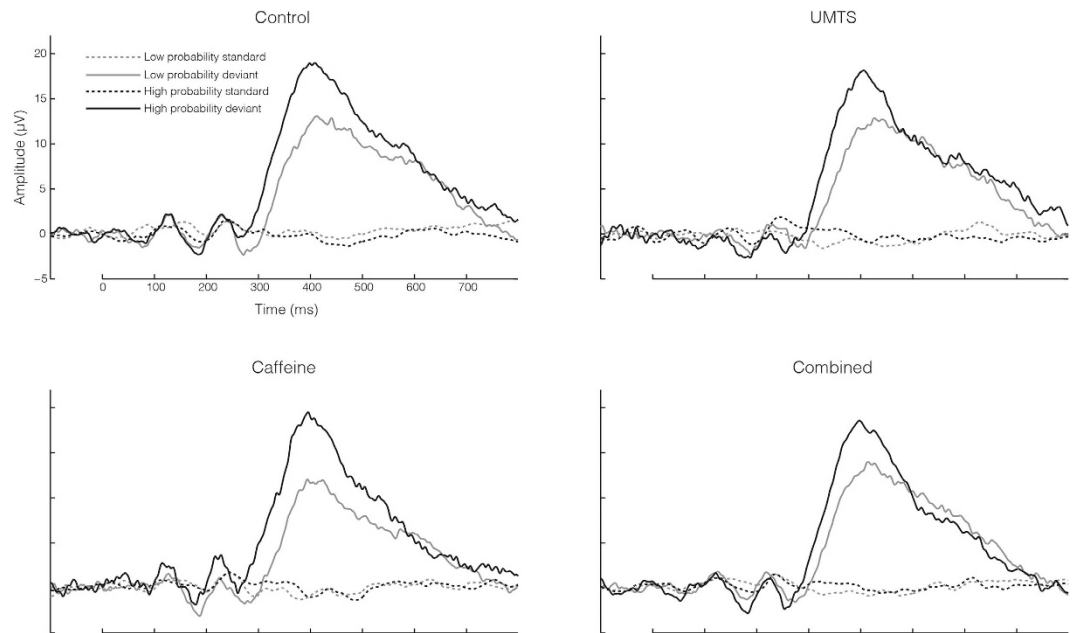 Control
UMTS
Low probability standard
Low probability deviant
High probability standard
High probability deviant
Amplitude (µV)
20
15
10
5
0
−5
0 100 200 300 400 500 600 700
Time (ms)
Caffeine
Combined